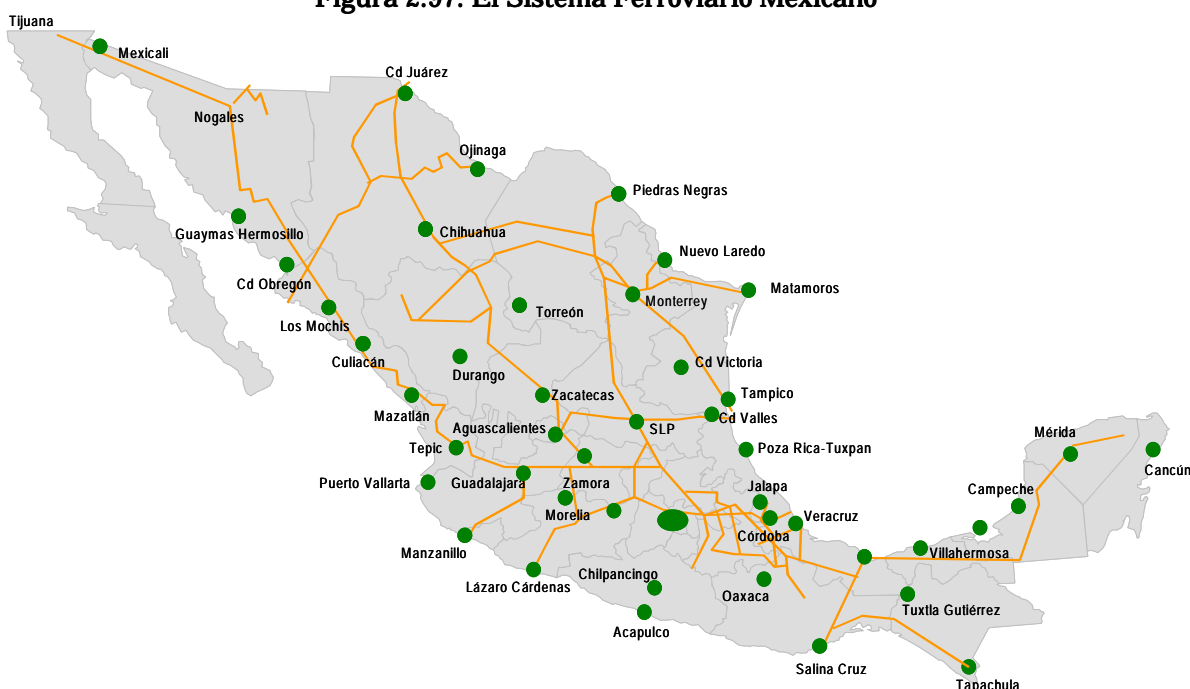 Figura 2.97. El Sistema Ferroviario Mexicano
Tijuana
Mexicali
Cd Juárez
Nogales
Ojinaga
Piedras Negras
Guaymas Hermosillo
Chihuahua
Nuevo Laredo
Cd Obregón
Matamoros
Monterrey
Torreón
Los Mochis
Culiacán
Cd Victoria
Durango
Zacatecas
Tampico
Mazatlán
Cd Valles
Aguascalientes
SLP
Mérida
Tepic
Poza Rica-Tuxpan
Cancún
Puerto Vallarta
Guadalajara
Zamora
Jalapa
Campeche
Morelia
Veracruz
Córdoba
Manzanillo
Villahermosa
Chilpancingo
Lázaro Cárdenas
Oaxaca
Tuxtla Gutiérrez
Acapulco
Salina Cruz
Tapachula